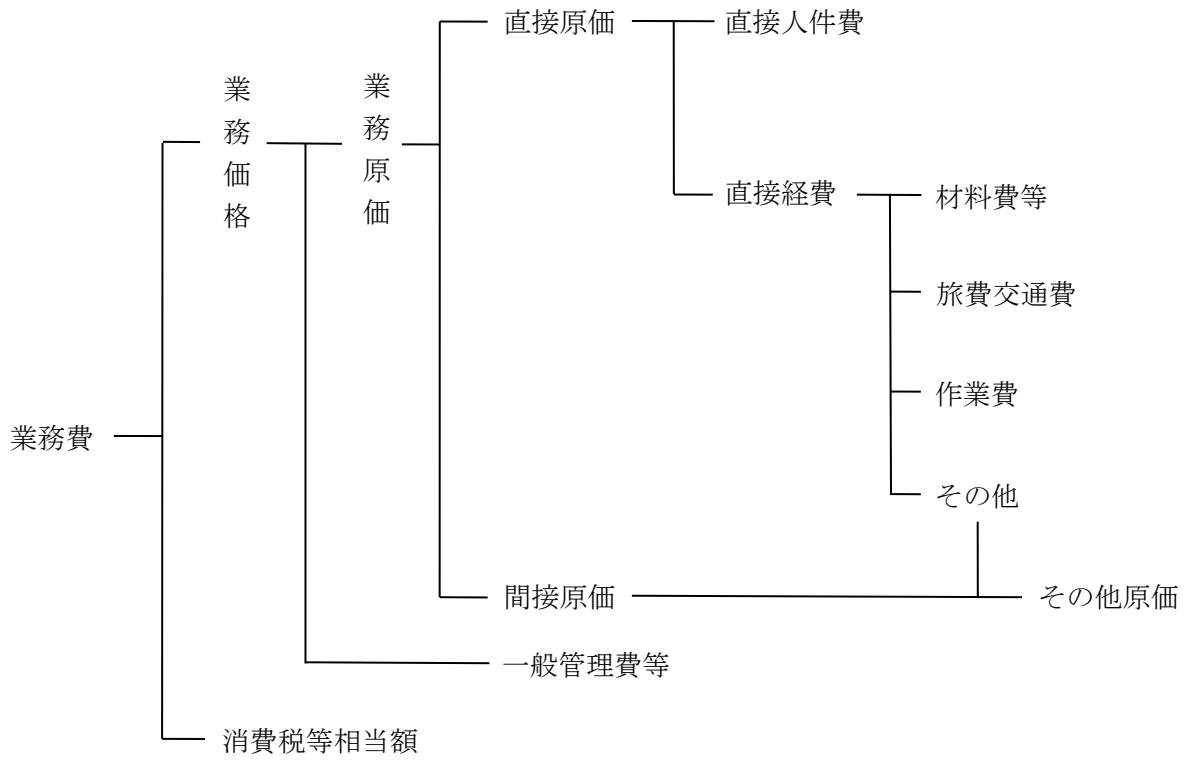 直接原価
直接人件費
業務価格
業務原価
直接経費
材料費等
旅費交通費
作業費
業務費
その他
間接原価
その他原価
一般管理費等
消費税等相当額